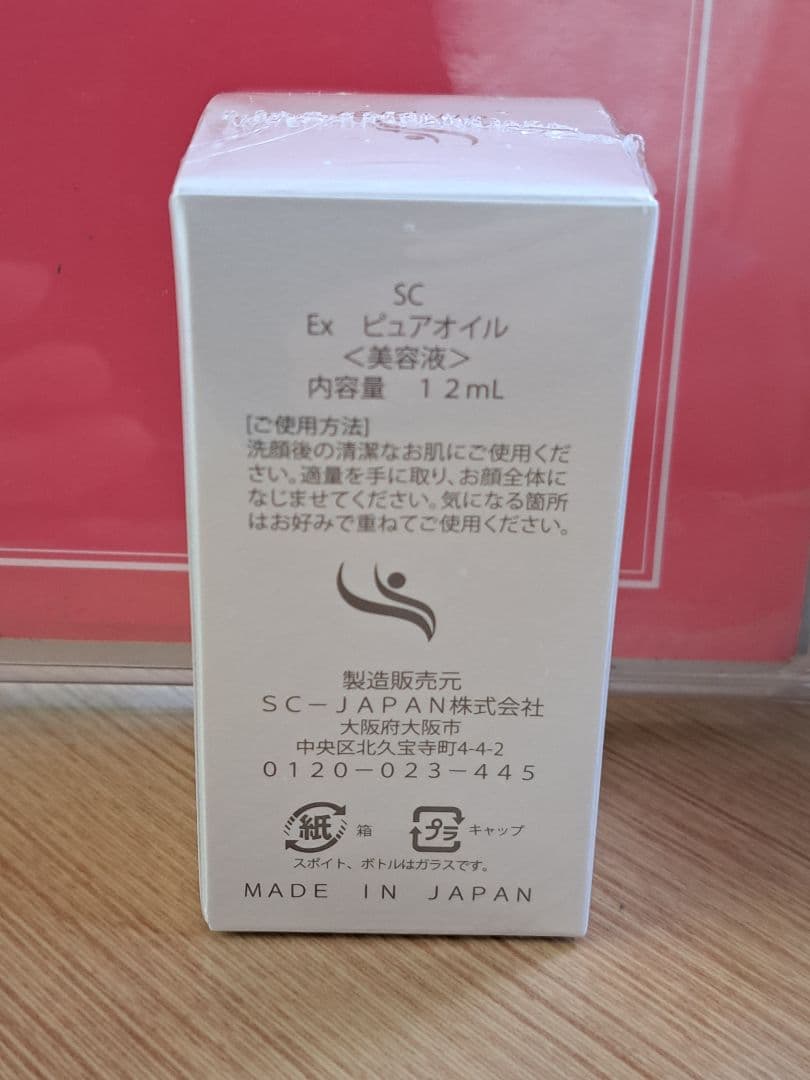 SC
Ex ピュアオイル
＜美容液＞
内容量 12mL
[ご使用方法]
洗顔後の清潔なお肌にご使用くだ
さい。適量を手に取り、お顔全体に
なじませてください。気になる箇所
はお好みで重ねてご使用ください。
製造販売元
SC－JAPAN株式会社
大阪府大阪市
中央区北久宝寺町4-4-2
0120－023－445
紙 箱 プラ キャップ
スポイト、ボトルはガラスです。
MADE IN JAPAN